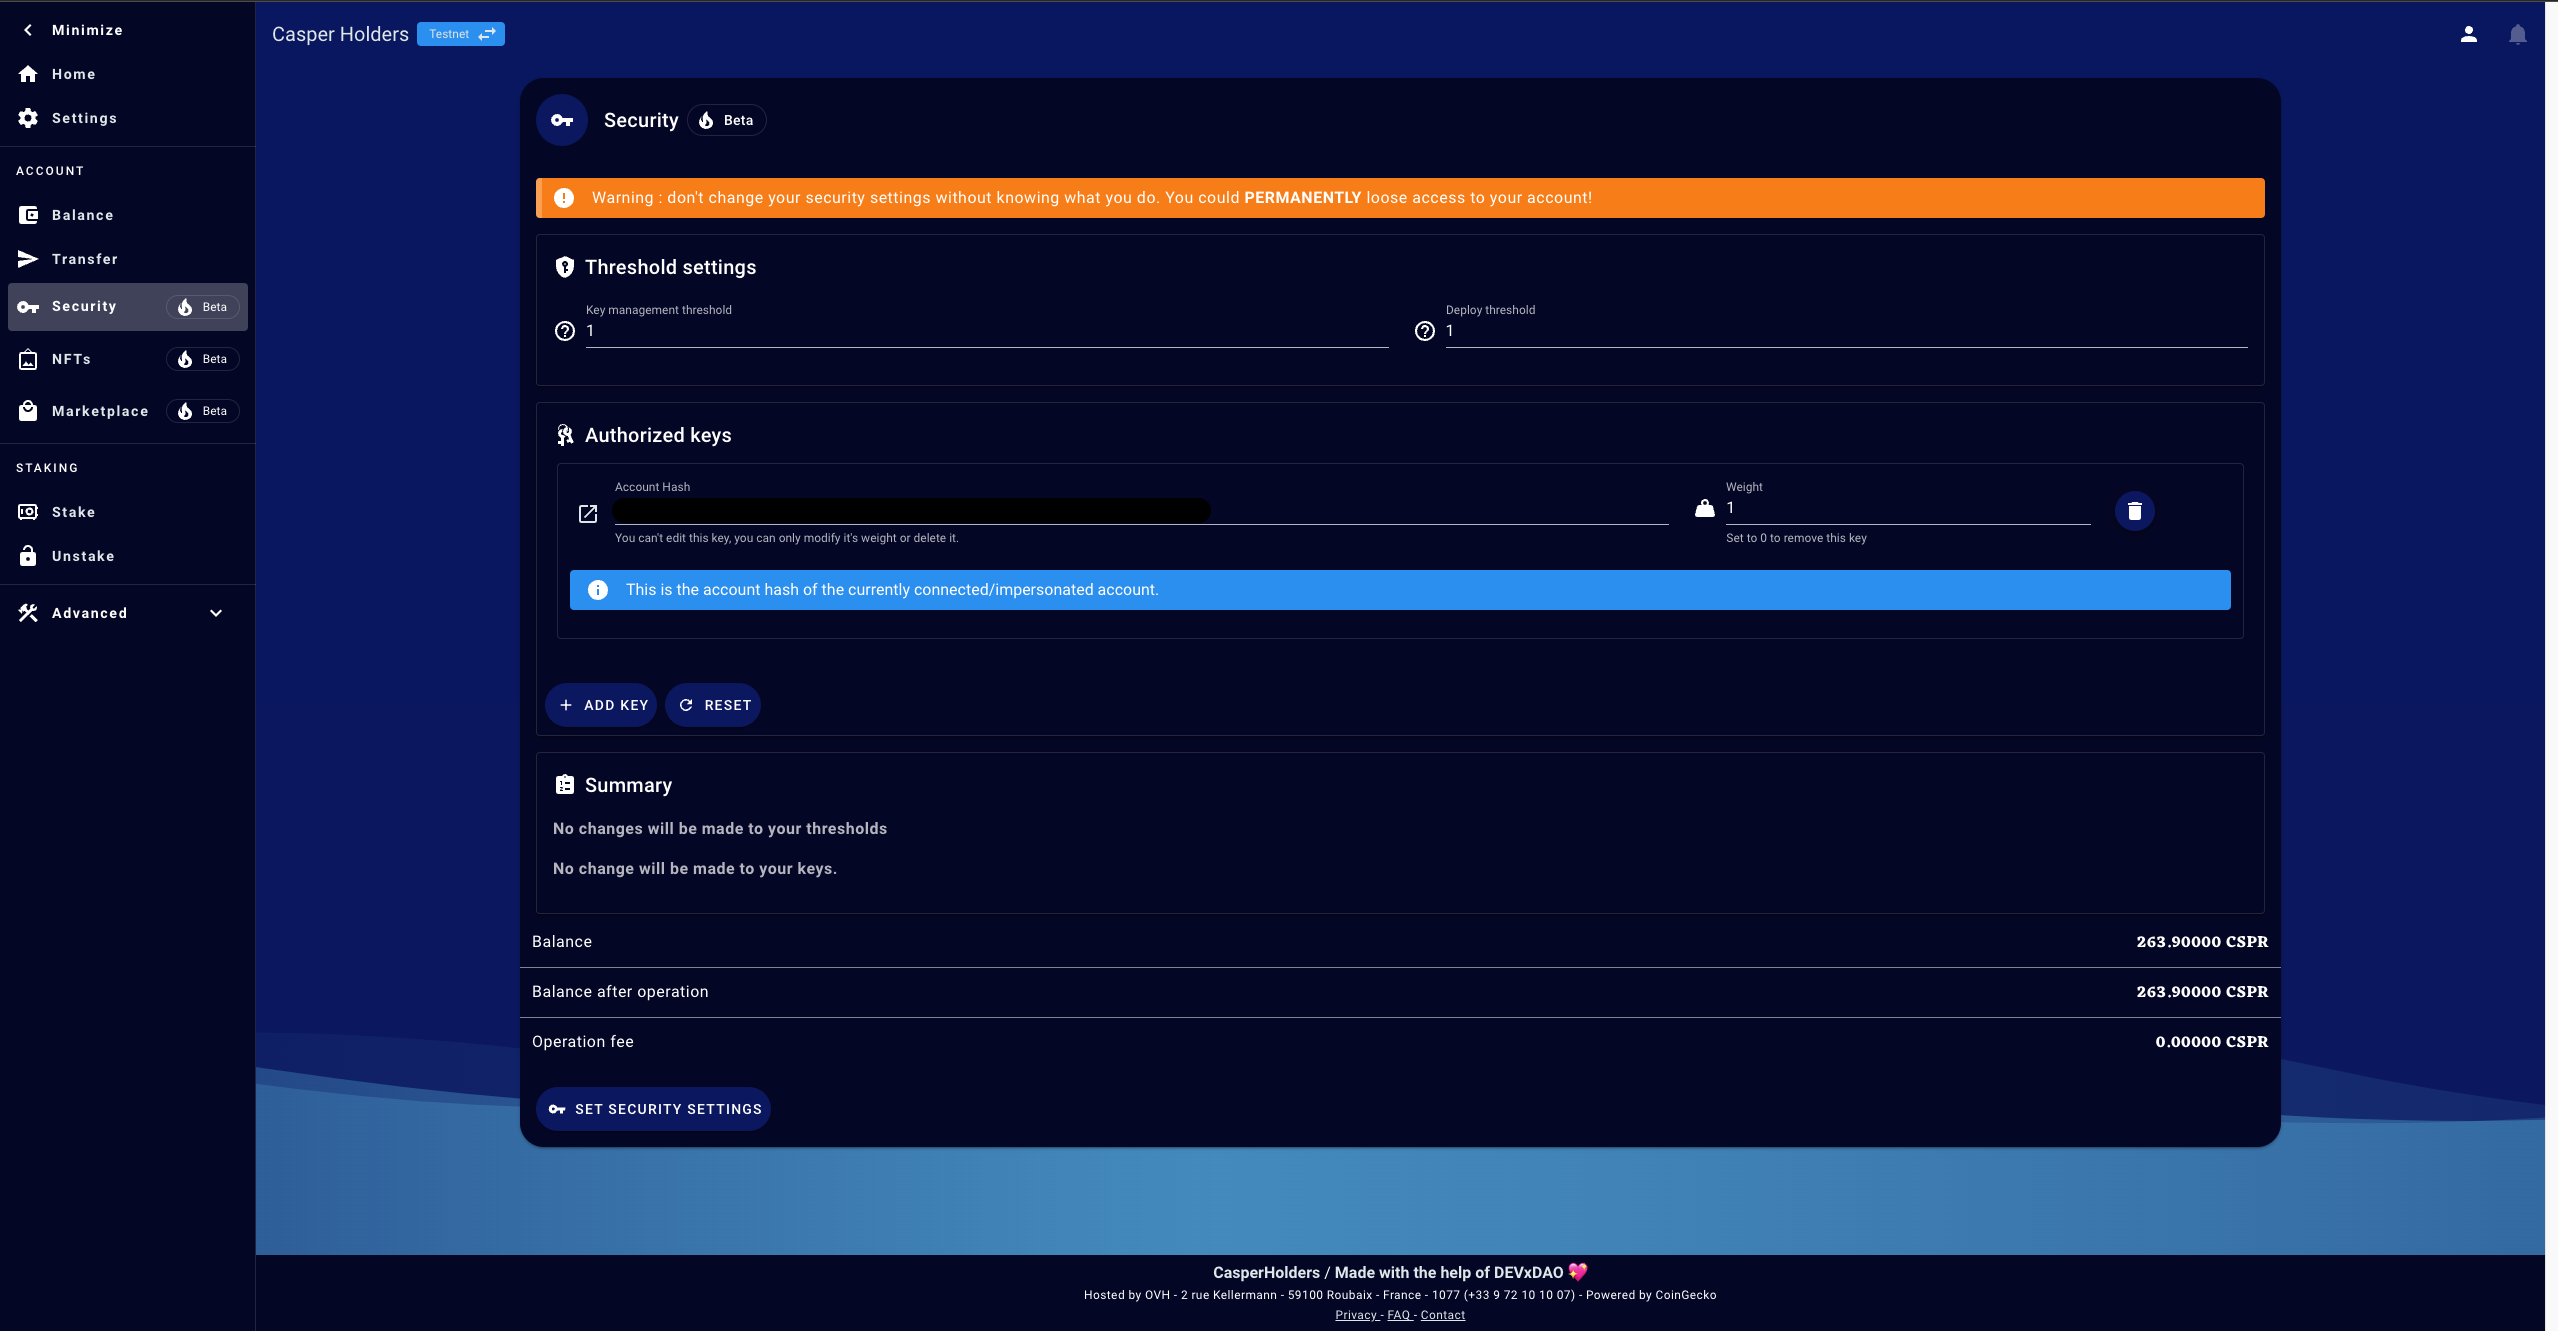 Minimize
Home
Settings
ACCOUNT
Balance
Transfer
Security Beta
NFTs Beta
Marketplace Beta
STAKING
Stake
Unstake
Advanced
Casper Holders Testnet
Security Beta
Warning : don't change your security settings without knowing what you do. You could PERMANENTLY loose access to your account!
Threshold settings
Key management threshold
1
Deploy threshold
1
Authorized keys
Account Hash
You can't edit this key, you can only modify it's weight or delete it.
Weight
1
Set to 0 to remove this key
This is the account hash of the currently connected/impersonated account.
ADD KEY RESET
Summary
No changes will be made to your thresholds
No change will be made to your keys.
Balance 263.90000 CSPR
Balance after operation 263.90000 CSPR
Operation fee 0.00000 CSPR
SET SECURITY SETTINGS
CasperHolders / Made with the help of DEVxDAO 💖
Hosted by OVH - 2 rue Kellermann - 59100 Roubaix - France - 1077 (+33 9 72 10 10 07) - Powered by CoinGecko
Privacy - FAQ - Contact